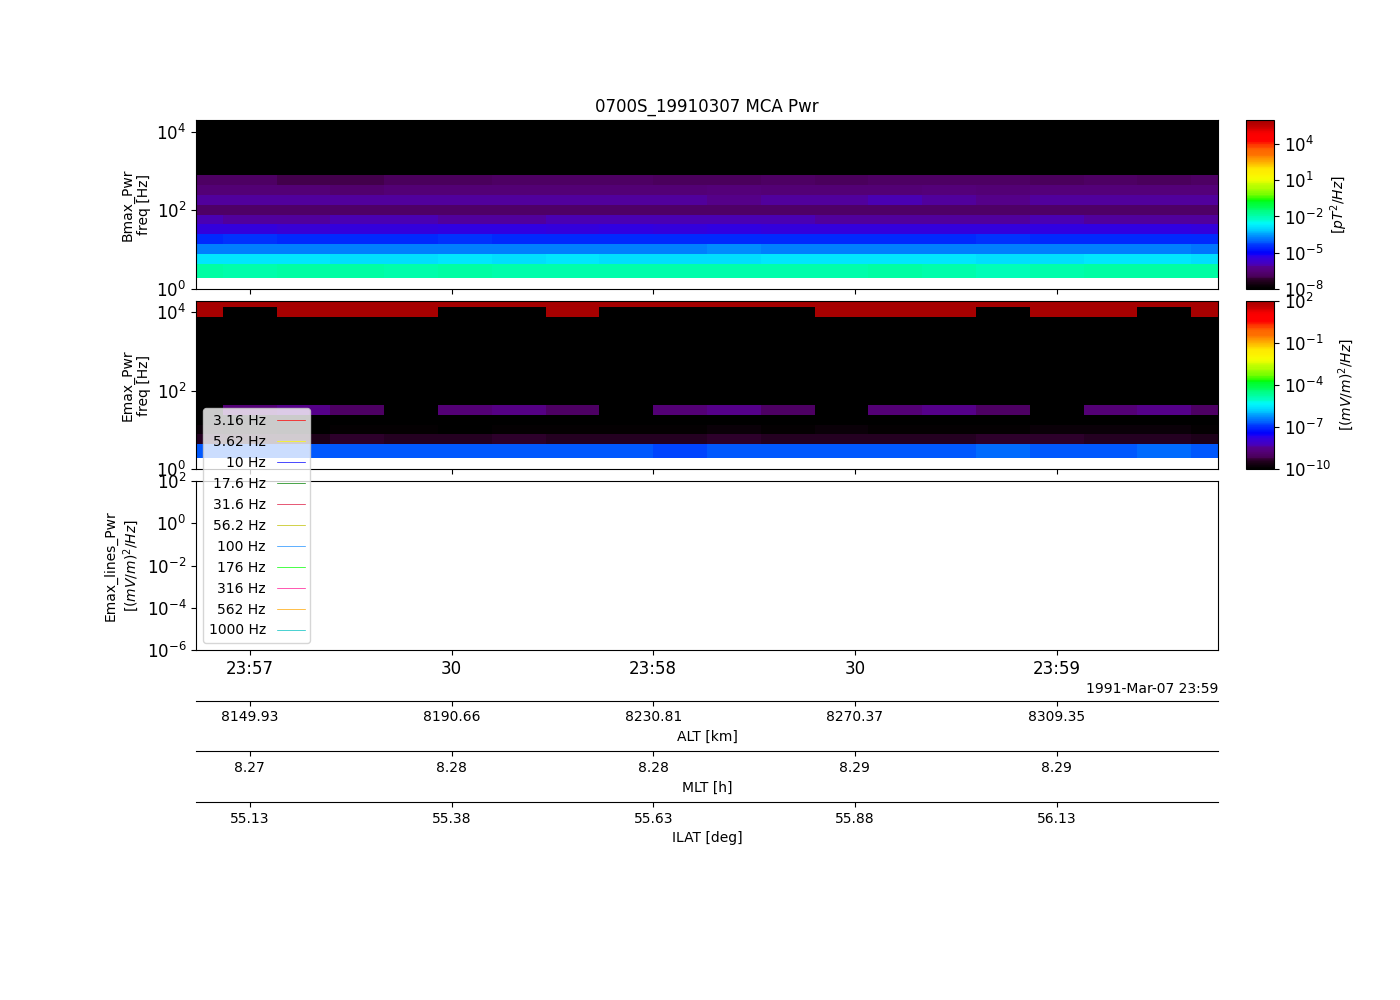 0700S_19910307 MCA Pwr
10^4
10^2
10^0
Bmax_Pwr
freq [Hz]
10^4
10^1
10^-2
10^-5
10^-8
[pT^2/Hz]
10^4
10^2
10^0
Emax_Pwr
freq [Hz]
10^2
10^-1
10^-4
10^-7
10^-10
[(mV/m)^2/Hz]
3.16 Hz
5.62 Hz
10 Hz
17.6 Hz
31.6 Hz
56.2 Hz
100 Hz
176 Hz
316 Hz
562 Hz
1000 Hz
10^2
10^0
10^-2
10^-4
10^-6
Emax_lines_Pwr
[(mV/m)^2/Hz]
23:57 30 23:58 30 23:59
1991-Mar-07 23:59
8149.93 8190.66 8230.81 8270.37 8309.35
ALT [km]
8.27 8.28 8.28 8.29 8.29
MLT [h]
55.13 55.38 55.63 55.88 56.13
ILAT [deg]